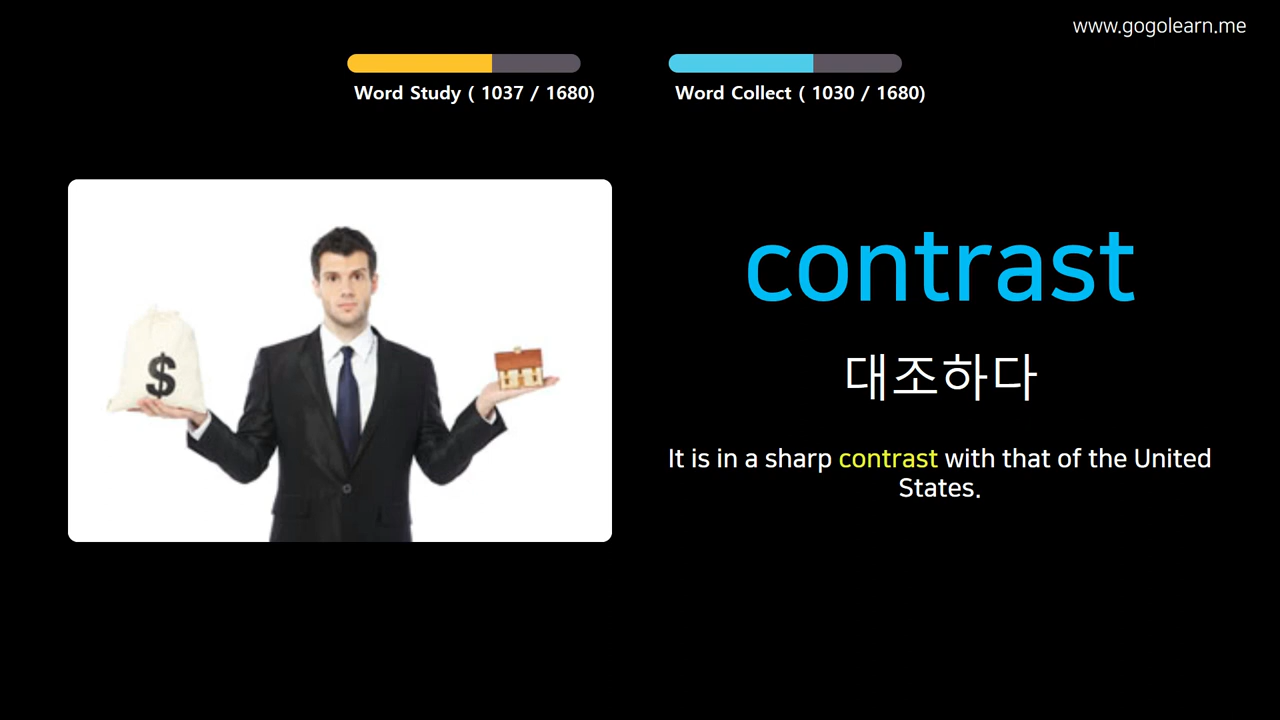 www.gogolearn.me
Word Study ( 1037 / 1680)
Word Collect ( 1030 / 1680)
$
contrast
대조하다
It is in a sharp contrast with that of the United
States.